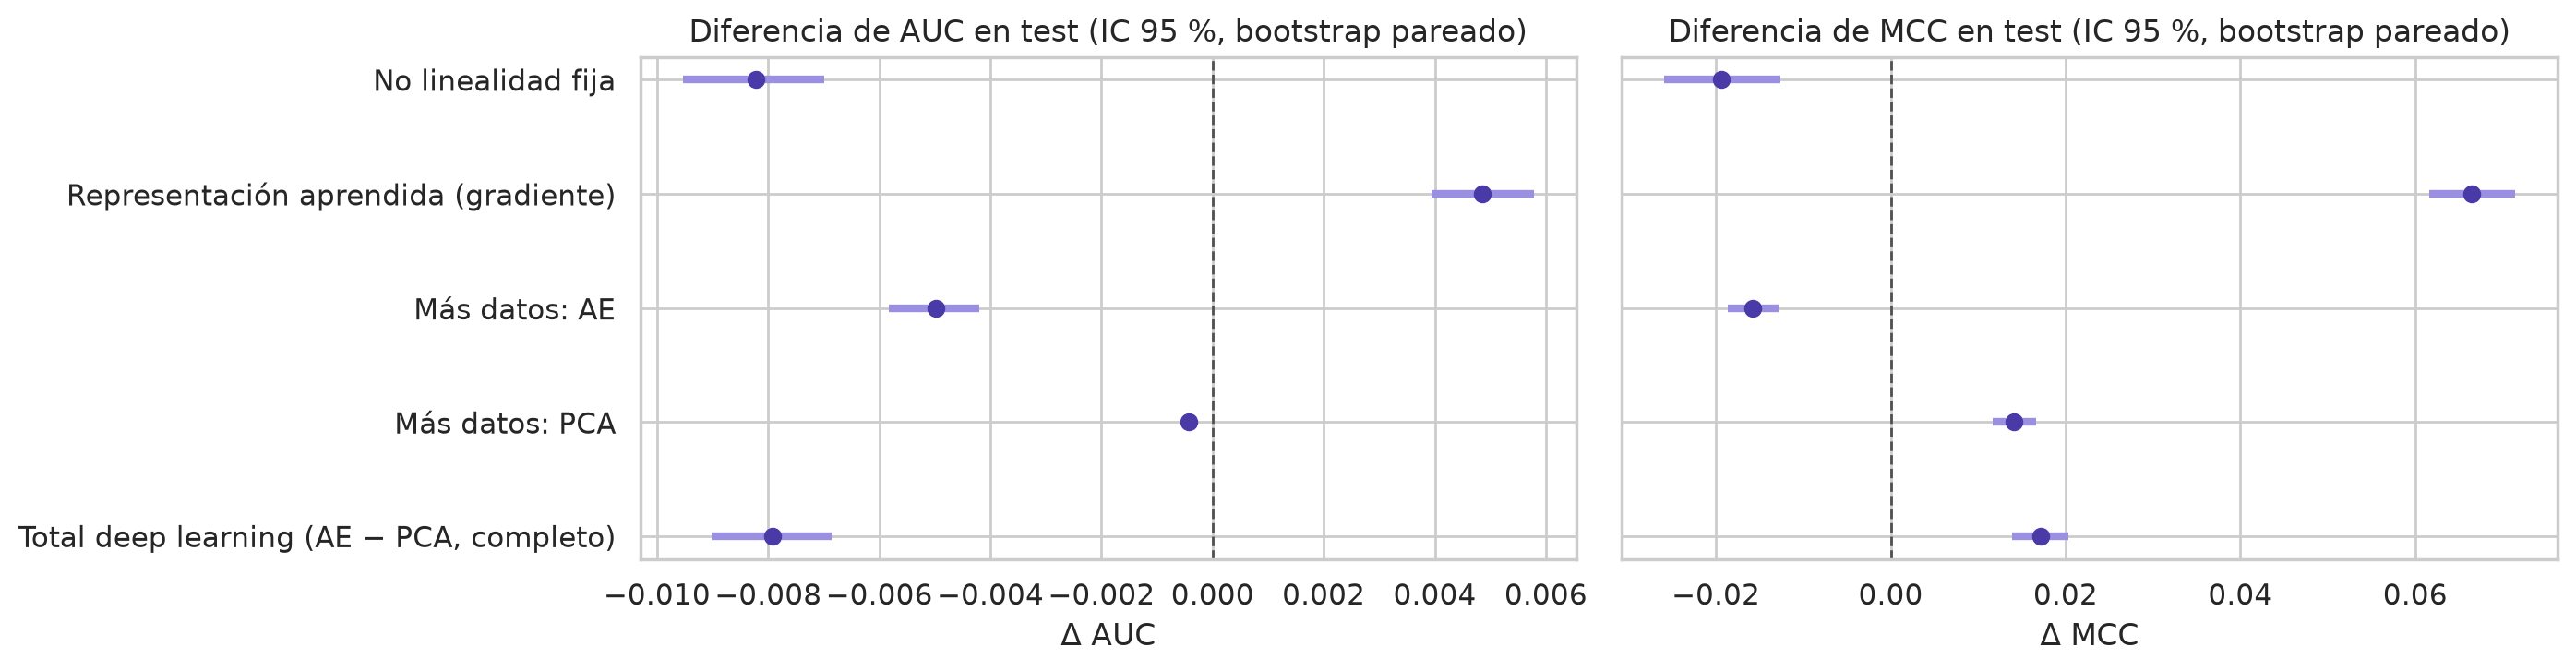 Diferencia de AUC en test (IC 95 %, bootstrap pareado)
Diferencia de MCC en test (IC 95 %, bootstrap pareado)
No linealidad fija
Representación aprendida (gradiente)
Más datos: AE
Más datos: PCA
Total deep learning (AE − PCA, completo)
−0.010 −0.008 −0.006 −0.004 −0.002 0.000 0.002 0.004 0.006
Δ AUC
−0.02 0.00 0.02 0.04 0.06
Δ MCC